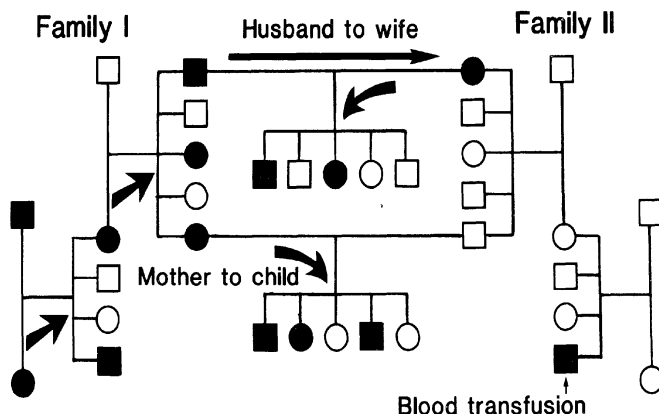 Family I
Husband to wife
Family II
Mother to child
Blood transfusion